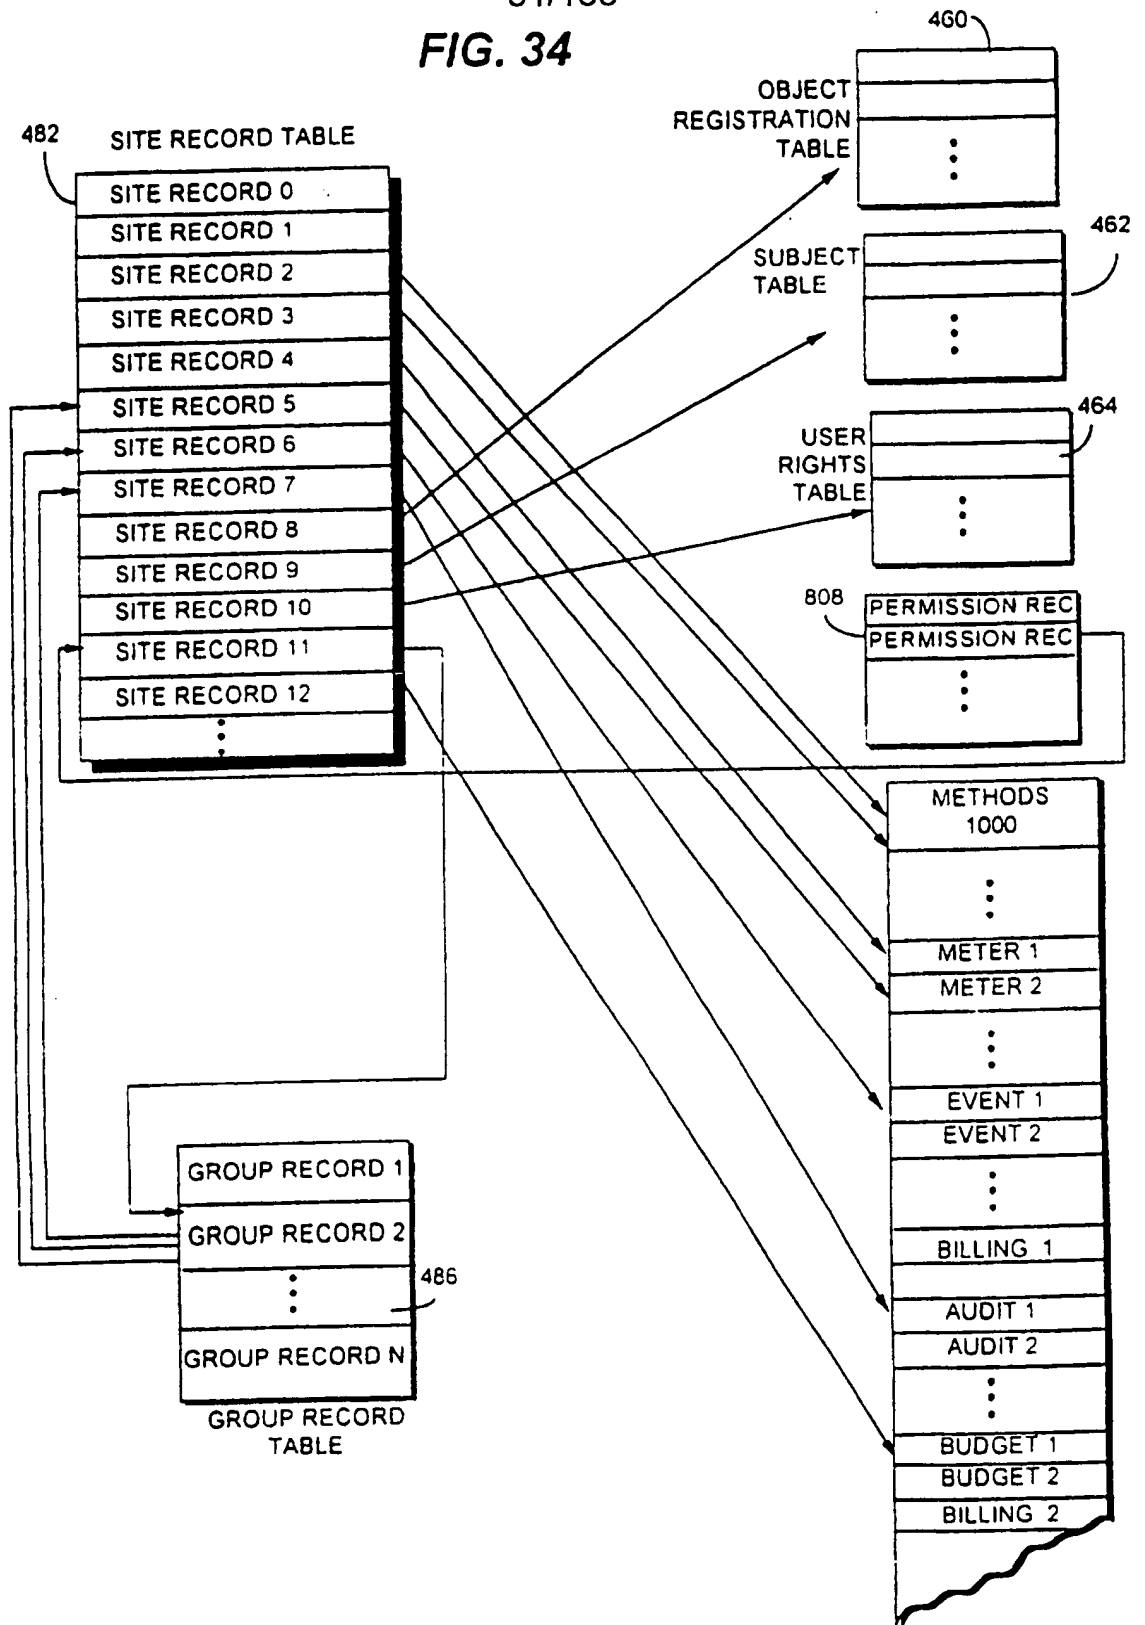 FIG. 34
460
OBJECT
REGISTRATION
TABLE
482
SITE RECORD TABLE
SITE RECORD 0
SITE RECORD 1
SITE RECORD 2
SITE RECORD 3
SITE RECORD 4
SITE RECORD 5
SITE RECORD 6
SITE RECORD 7
SITE RECORD 8
SITE RECORD 9
SITE RECORD 10
SITE RECORD 11
SITE RECORD 12
462
SUBJECT
TABLE
464
USER
RIGHTS
TABLE
808
PERMISSION REC
PERMISSION REC
METHODS
1000
METER 1
METER 2
EVENT 1
EVENT 2
BILLING 1
AUDIT 1
AUDIT 2
BUDGET 1
BUDGET 2
BILLING 2
GROUP RECORD 1
GROUP RECORD 2
486
GROUP RECORD N
GROUP RECORD
TABLE